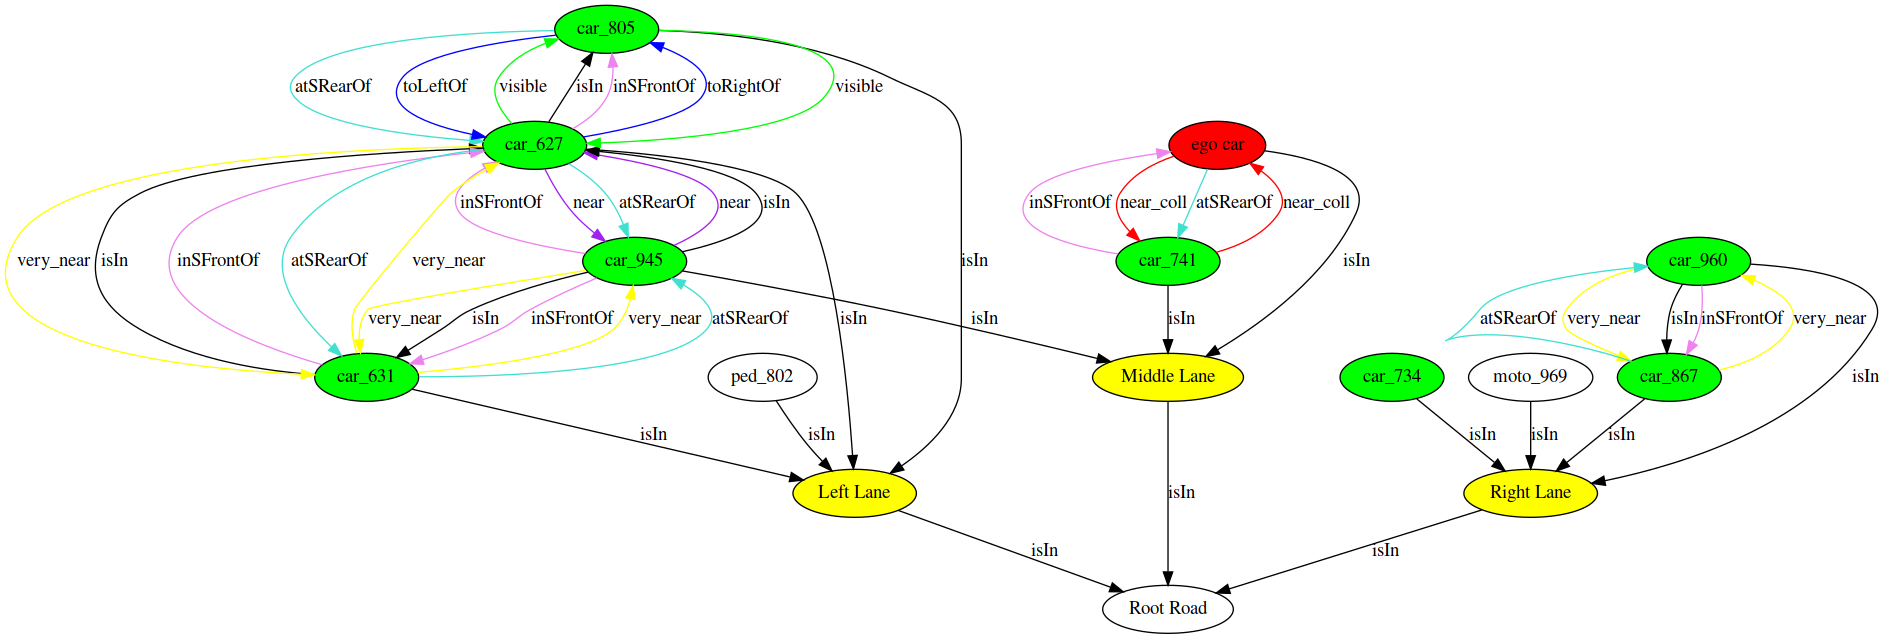 car_805
atSRearOf toLeftOf visible isIn inSFrontOf toRightOf visible
car_627 ego car
inSFrontOf near atSRearOf near isIn inSFrontOf near_coll atSRearOf near_coll
very_near isIn inSFrontOf atSRearOf very_near car_945 isIn car_741 isIn car_960
very_near isIn inSFrontOf very_near atSRearOf isIn isIn isIn atSRearOf very_near isIn inSFrontOf very_near
car_631 ped_802 Middle Lane car_734 moto_969 car_867 isIn
isIn isIn isIn isIn isIn
Left Lane isIn Right Lane
isIn isIn
Root Road